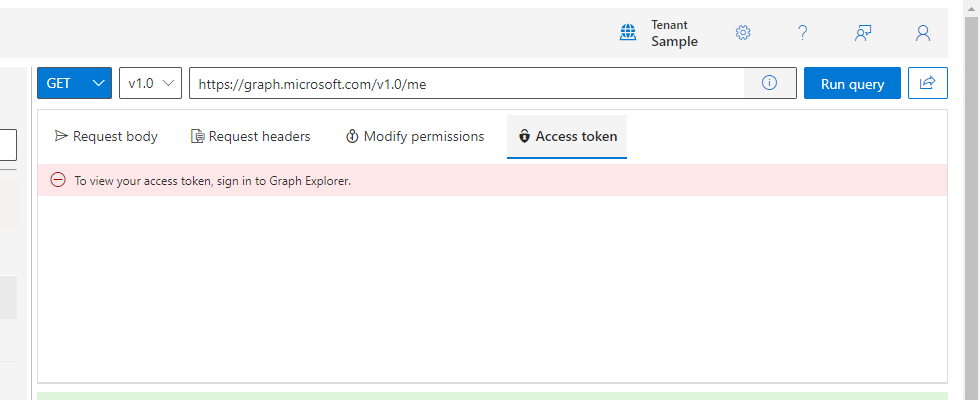 Tenant
Sample
?
GET
v1.0
https://graph.microsoft.com/v1.0/me
Run query
Request body
Request headers
Modify permissions
Access token
To view your access token, sign in to Graph Explorer.